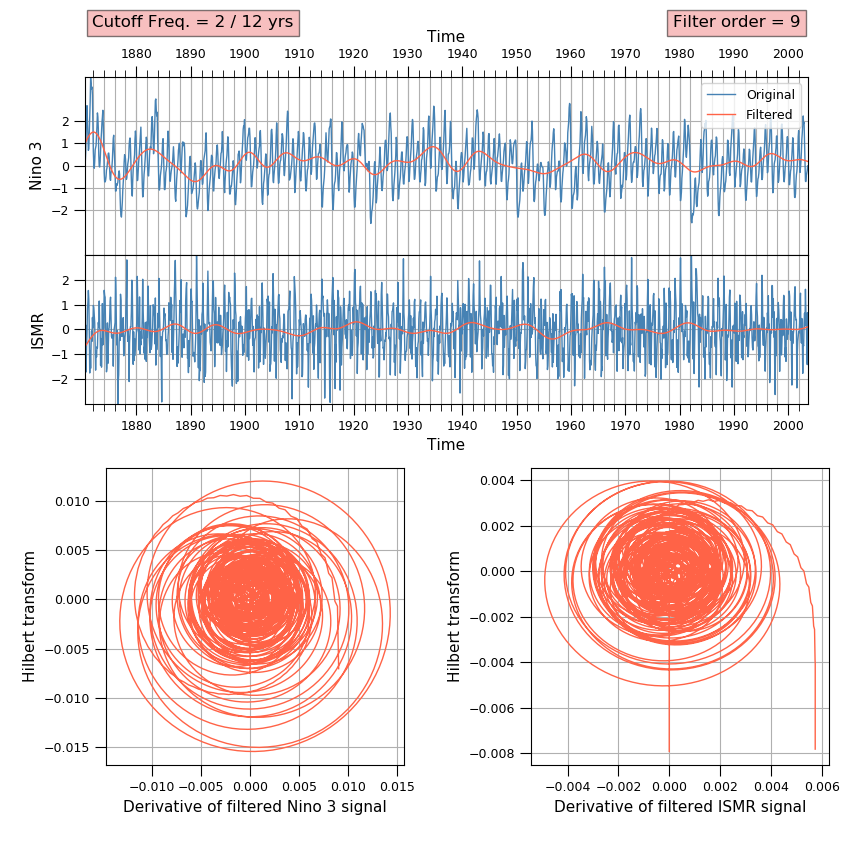 Cutoff Freq. = 2 / 12 yrs
Filter order = 9
Time
1880 1890 1900 1910 1920 1930 1940 1950 1960 1970 1980 1990 2000
Original
Filtered
Nino 3
2
1
0
−1
−2
ISMR
2
1
0
−1
−2
1880 1890 1900 1910 1920 1930 1940 1950 1960 1970 1980 1990 2000
Time
Hilbert transform
0.010
0.005
0.000
−0.005
−0.010
−0.015
−0.010 −0.005 0.000 0.005 0.010 0.015
Derivative of filtered Nino 3 signal
Hilbert transform
0.004
0.002
0.000
−0.002
−0.004
−0.006
−0.008
−0.004 −0.002 0.000 0.002 0.004 0.006
Derivative of filtered ISMR signal